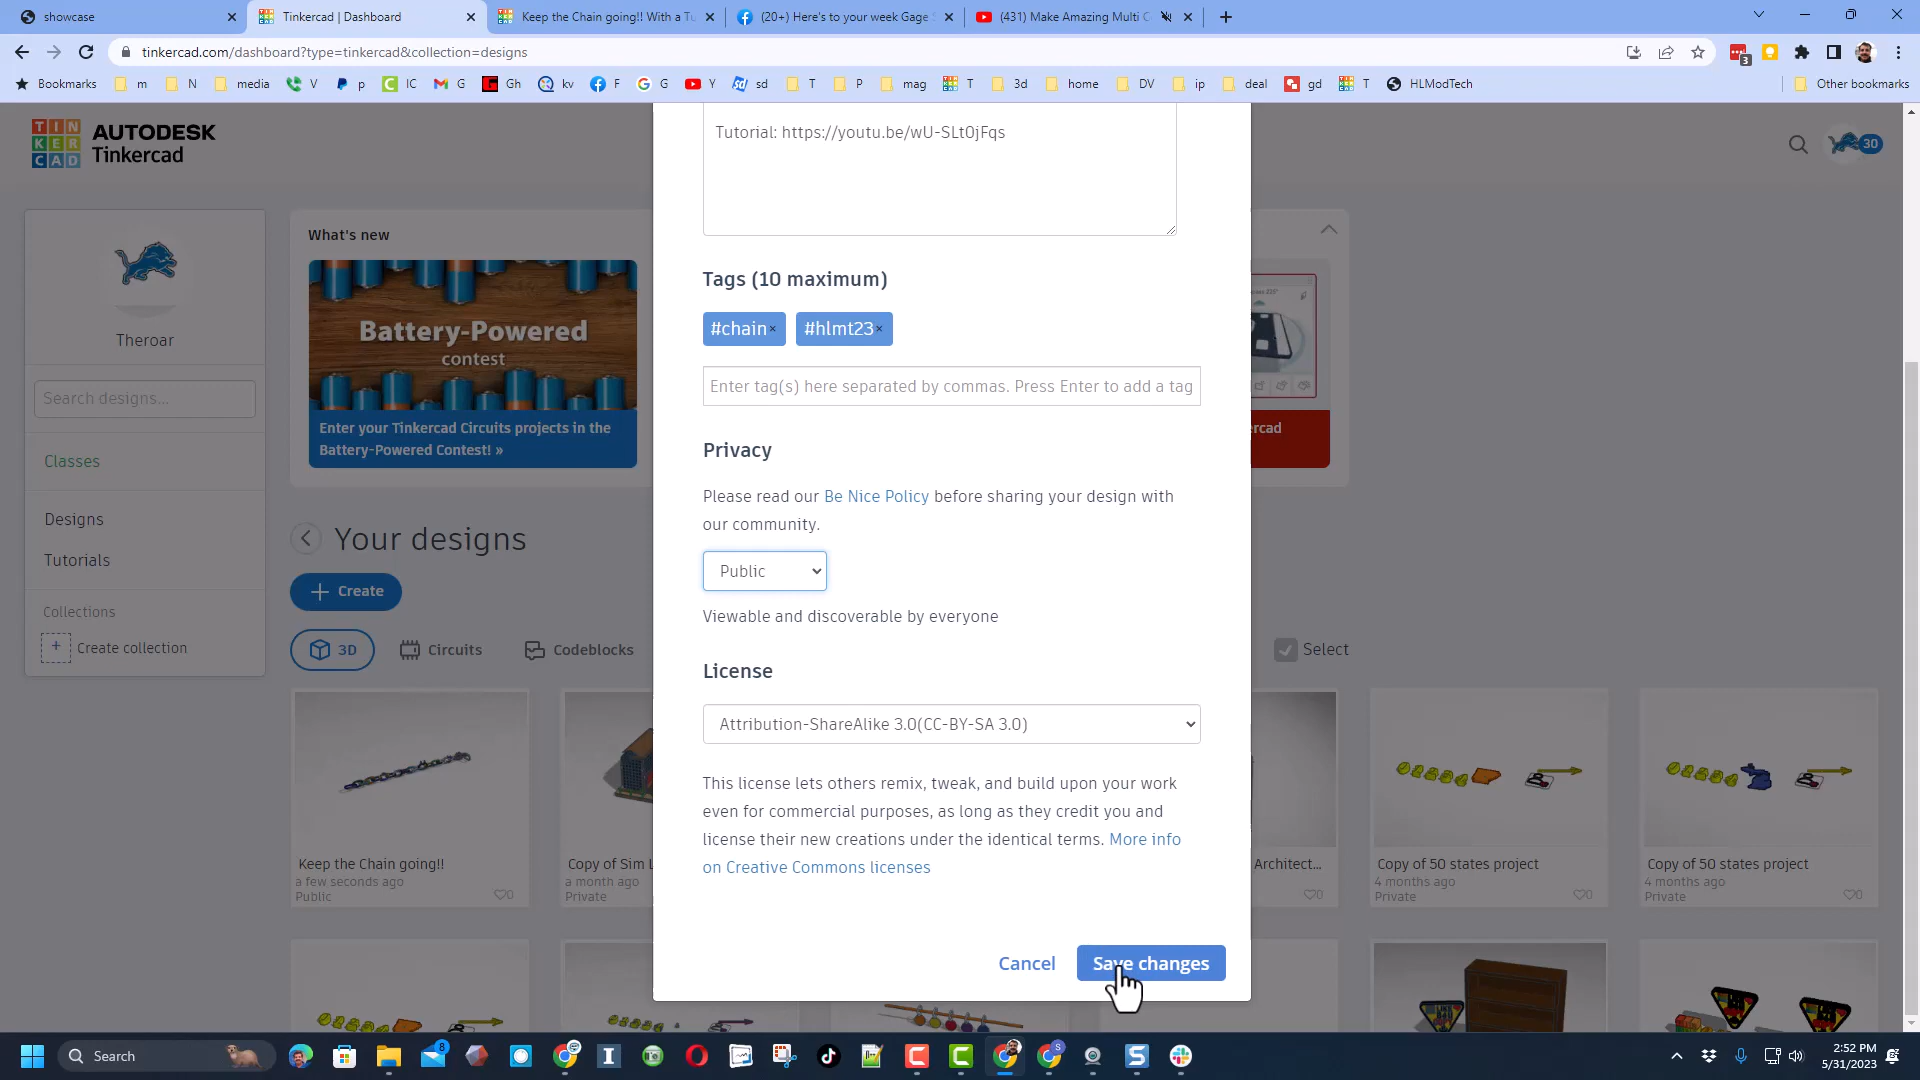 showcase
Tinkercad | Dashboard
Keep the Chain going!! With a Tu
(20+) Here's to your week Gage
(431) Make Amazing Multi C
tinkercad.com/dashboard?type=tinkercad&collection=designs
3
Bookmarks m N media V p IC G Gh kv F G Y sd T P mag T 3d home DV ip deal gd T HLModTech Other bookmarks
TIN
KER
CAD
AUTODESK
Tinkercad
30
Tutorial: https://youtu.be/wU-SLt0jFqs
Theroar
Search designs...
Classes
Designs
Tutorials
Collections
+ Create collection
What's new
Battery-Powered
contest
Enter your Tinkercad Circuits projects in the
Battery-Powered Contest! »
Your designs
+ Create
3D
Circuits
Codeblocks
Select
Tags (10 maximum)
#chain×
#hlmt23×
Enter tag(s) here separated by commas. Press Enter to add a tag
Privacy
Please read our Be Nice Policy before sharing your design with
our community.
Public
Viewable and discoverable by everyone
License
Attribution-ShareAlike 3.0(CC-BY-SA 3.0)
This license lets others remix, tweak, and build upon your work
even for commercial purposes, as long as they credit you and
license their new creations under the identical terms. More info
on Creative Commons licenses
Cancel
Save changes
rcad
Keep the Chain going!!
a few seconds ago
Public
0
Copy of Sim L
a month ago
Private
Architect...
0
Copy of 50 states project
4 months ago
Private
0
Copy of 50 states project
4 months ago
Private
0
Search
8
2:52 PM
5/31/2023